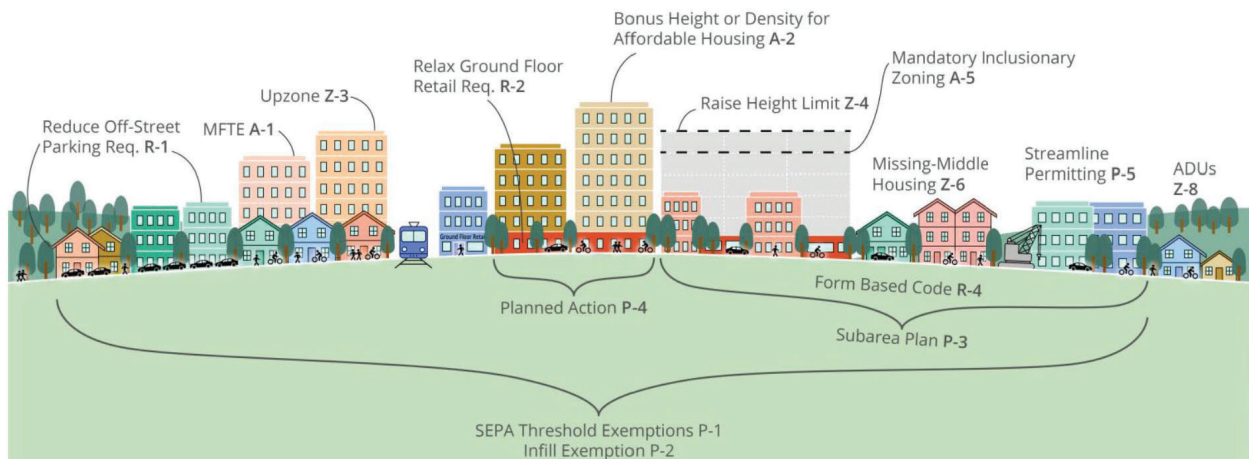 Bonus Height or Density for
Affordable Housing A-2
Mandatory Inclusionary
Zoning A-5
Relax Ground Floor
Retail Req. R-2
Upzone Z-3
Raise Height Limit Z-4
MFTE A-1
Reduce Off-Street
Parking Req. R-1
Missing-Middle
Housing Z-6
Streamline
Permitting P-5
ADUs
Z-8
Ground Floor Retail
Planned Action P-4
Form Based Code R-4
Subarea Plan P-3
SEPA Threshold Exemptions P-1
Infill Exemption P-2